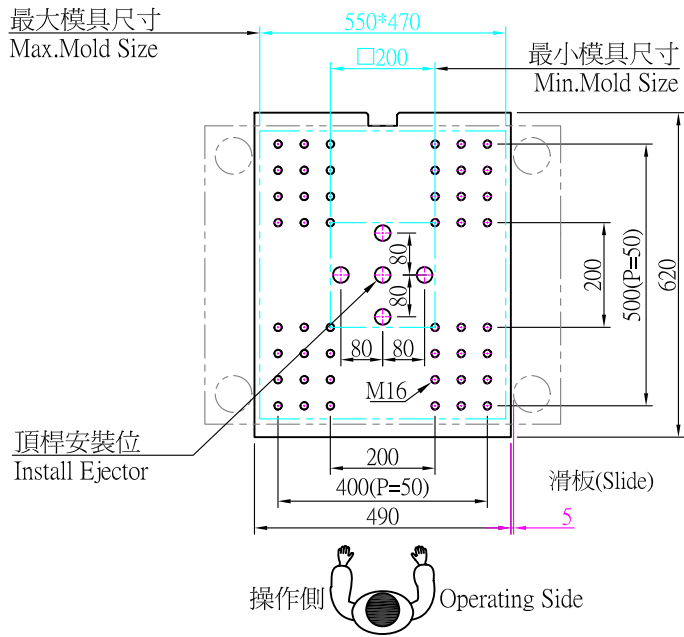 最大模具尺寸
Max.Mold Size
550*470
□200
最小模具尺寸
Min.Mold Size
80
80
80
80
200
500(P=50)
620
M16
頂桿安裝位
Install Ejector
200
400(P=50)
490
滑板(Slide)
5
操作側
Operating Side